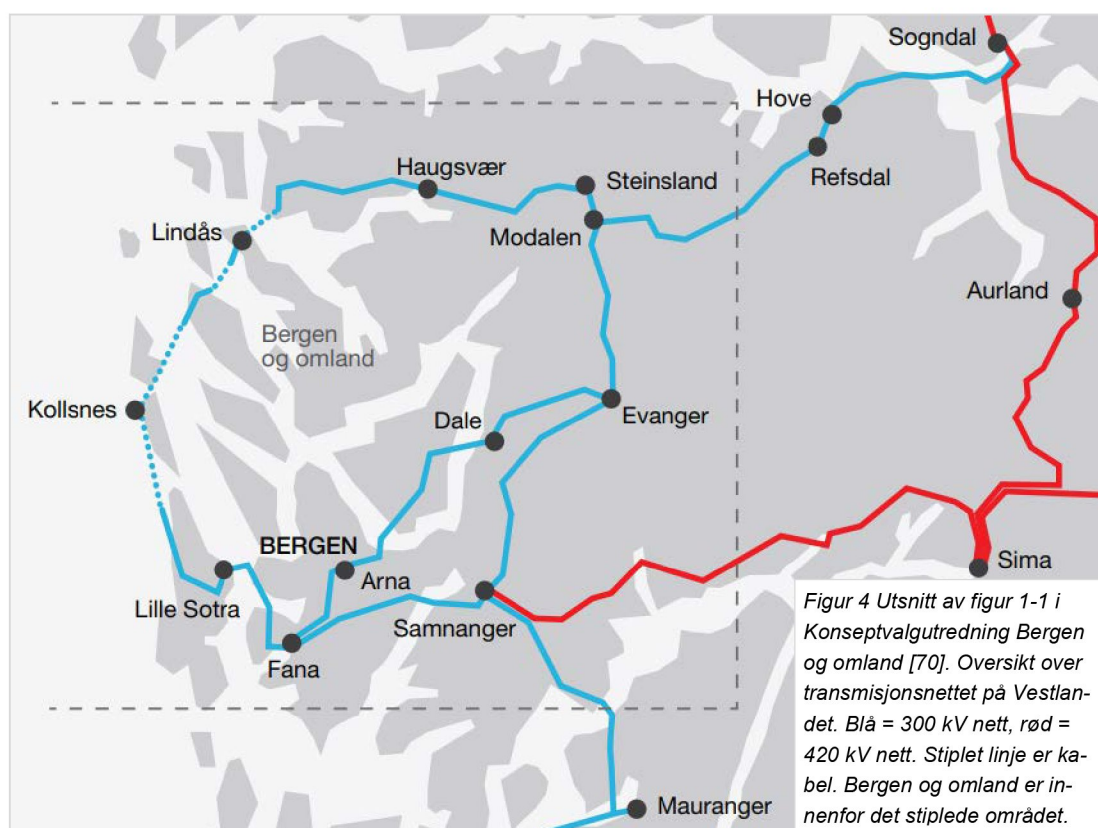 Sogndal
Hove
Refsdal
Haugsvær
Steinsland
Modalen
Lindås
Aurland
Bergen
og omland
Kollsnes
Dale
Evanger
BERGEN
Arna
Lille Sotra
Samnanger
Fana
Sima
Mauranger
Figur 4 Utsnitt av figur 1-1 i
Konseptvalgutredning Bergen
og omland [70]. Oversikt over
transmisjonsnettet på Vestlan-
det. Blå = 300 kV nett, rød =
420 kV nett. Stiplet linje er ka-
bel. Bergen og omland er in-
nenfor det stiplede området.